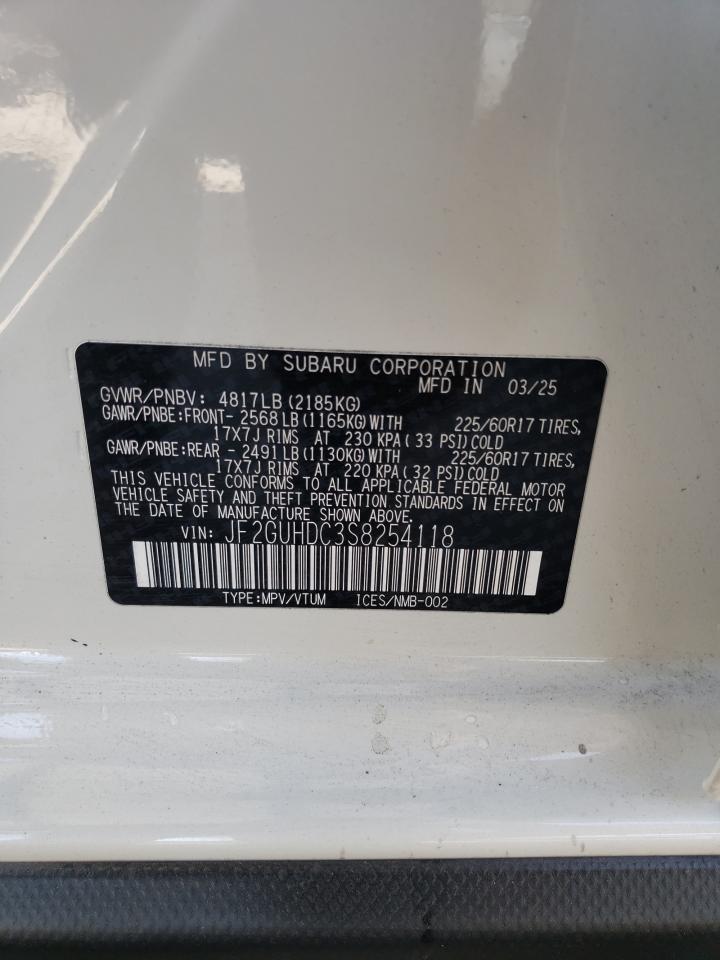 MFD BY SUBARU CORPORATION
MFD IN 03/25
GVWR/PNBV: 4817LB (2185KG)
GAWR/PNBE:FRONT- 2568LB (1165KG)WITH 225/60R17 TIRES,
17X7J RIMS AT 230 KPA (33 PSI)COLD
GAWR/PNBE:REAR - 2491LB (1130KG)WITH 225/60R17 TIRES,
17X7J RIMS AT 220 KPA (32 PSI)COLD
THIS VEHICLE CONFORMS TO ALL APPLICABLE FEDERAL MOTOR
VEHICLE SAFETY AND THEFT PREVENTION STANDARDS IN EFFECT ON
THE DATE OF MANUFACTURE SHOWN ABOVE.
VIN: JF2GUHDC3S8254118
TYPE:MPV/VTUM ICES/NMB-002